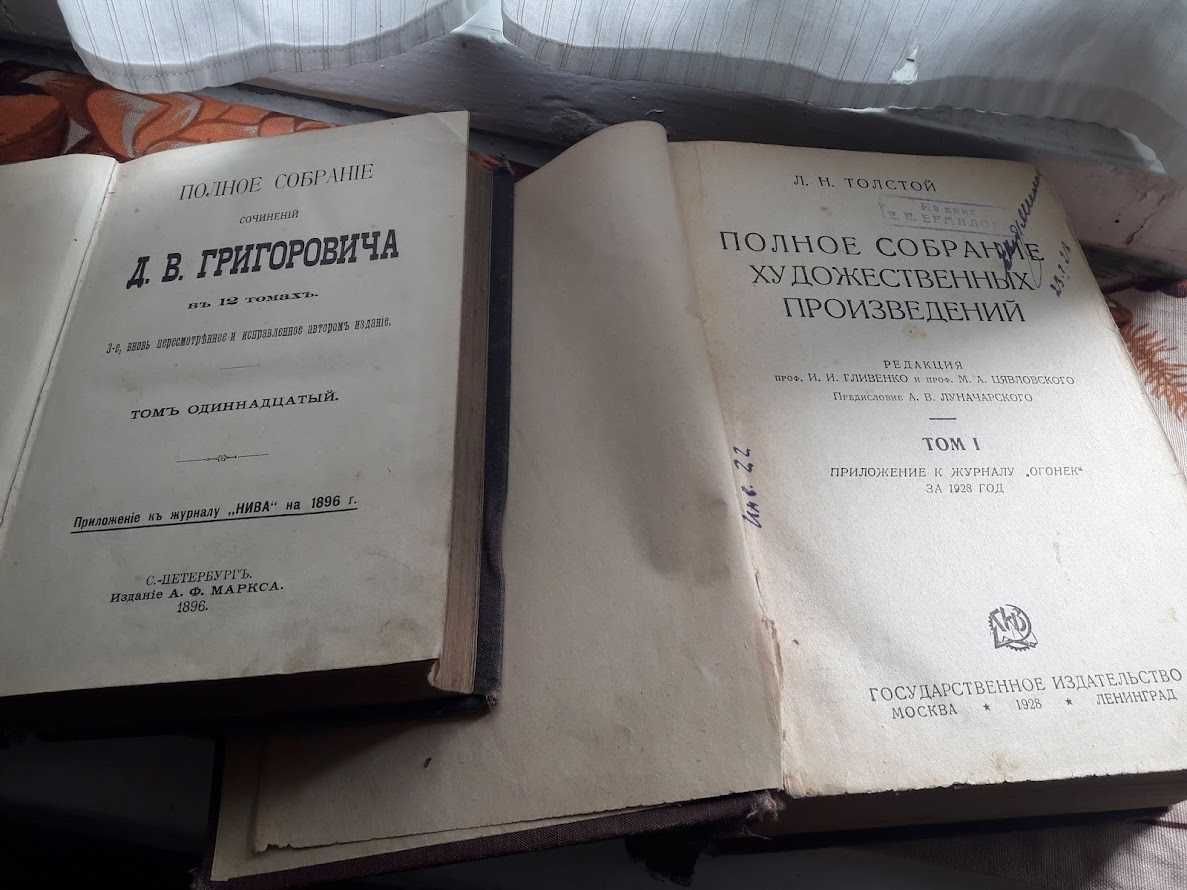 ПОЛНОЕ СОБРАНІЕ
СОЧИНЕНІЙ
Д. В. ГРИГОРОВИЧА
въ 12 томахъ.
3-е, вновь пересмотрѣнное и исправленное авторомъ изданіе.
ТОМЪ ОДИННАДЦАТЫЙ.
Приложеніе къ журналу „НИВА“ на 1896 г.
С.-ПЕТЕРБУРГЪ.
Изданіе А. Ф. МАРКСА.
1896.
Л. Н. ТОЛСТОЙ
ПОЛНОЕ СОБРАНИЕ
ХУДОЖЕСТВЕННЫХ
ПРОИЗВЕДЕНИЙ
РЕДАКЦИЯ
ПРОФ. И. И. ГЛИВЕНКО И ПРОФ. М. А. ЦЯВЛОВСКОГО
ПРЕДИСЛОВИЕ А. В. ЛУНАЧАРСКОГО
ТОМ I
ПРИЛОЖЕНИЕ К ЖУРНАЛУ „ОГОНЕК“
ЗА 1928 ГОД
Инв. 22
ГОСУДАРСТВЕННОЕ ИЗДАТЕЛЬСТВО
МОСКВА ★ 1928 ★ ЛЕНИНГРАД